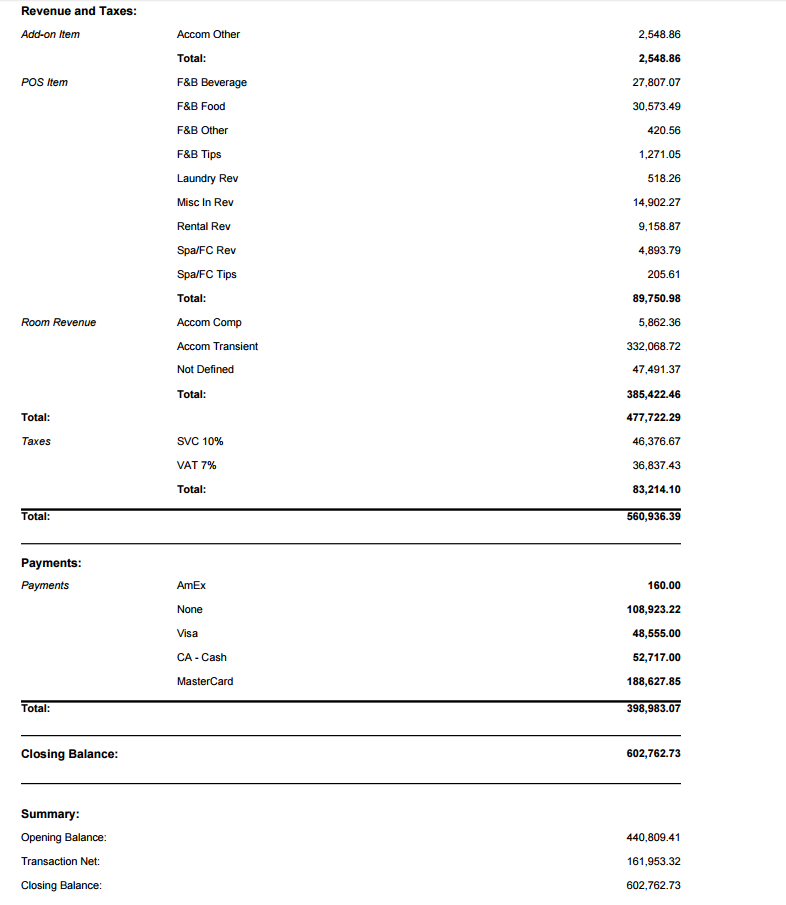 Revenue and Taxes:
Add-on Item Accom Other 2,548.86
Total: 2,548.86
POS Item F&B Beverage 27,807.07
F&B Food 30,573.49
F&B Other 420.56
F&B Tips 1,271.05
Laundry Rev 518.26
Misc In Rev 14,902.27
Rental Rev 9,158.87
Spa/FC Rev 4,893.79
Spa/FC Tips 205.61
Total: 89,750.98
Room Revenue Accom Comp 5,862.36
Accom Transient 332,068.72
Not Defined 47,491.37
Total: 385,422.46
Total: 477,722.29
Taxes SVC 10% 46,376.67
VAT 7% 36,837.43
Total: 83,214.10
Total: 560,936.39
Payments:
Payments AmEx 160.00
None 108,923.22
Visa 48,555.00
CA - Cash 52,717.00
MasterCard 188,627.85
Total: 398,983.07
Closing Balance: 602,762.73
Summary:
Opening Balance: 440,809.41
Transaction Net: 161,953.32
Closing Balance: 602,762.73